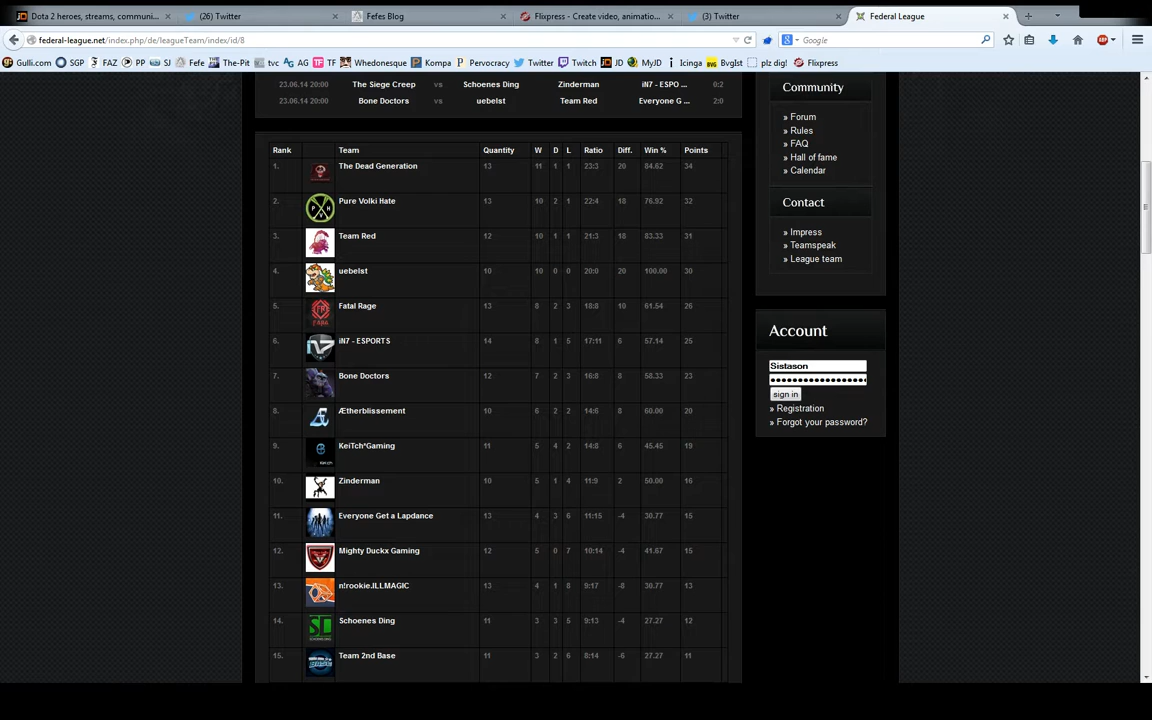 Dota 2 heroes, streams, communi...
(26) Twitter
Fefes Blog
Flixpress - Create video, animatio...
(3) Twitter
Federal League
federal-league.net/index.php/de/leagueTeam/index/id/8
Google
Gulli.com SGP FAZ PP SJ Fefe The-Pit tvc AG TF Whedonesque Kompa Pervocracy Twitter Twitch JD MyJD Icinga BvgIst plz dig! Flixpress
23.06.14 20:00 The Siege Creep vs Schoenes Ding Zinderman iN7 - ESPO ... 0:2
23.06.14 20:00 Bone Doctors vs uebelst Team Red Everyone G ... 2:0
Rank Team Quantity W D L Ratio Diff. Win % Points
1. The Dead Generation 13 11 1 1 23:3 20 84.62 34
2. Pure Volki Hate 13 10 2 1 22:4 18 76.92 32
3. Team Red 12 10 1 1 21:3 18 83.33 31
4. uebelst 10 10 0 0 20:0 20 100.00 30
5. Fatal Rage 13 8 2 3 18:8 10 61.54 26
6. iN7 - ESPORTS 14 8 1 5 17:11 6 57.14 25
7. Bone Doctors 12 7 2 3 16:8 8 58.33 23
8. Ætherblissement 10 6 2 2 14:6 8 60.00 20
9. KeiTch*Gaming 11 5 4 2 14:8 6 45.45 19
10. Zinderman 10 5 1 4 11:9 2 50.00 16
11. Everyone Get a Lapdance 13 4 3 6 11:15 -4 30.77 15
12. Mighty Duckx Gaming 12 5 0 7 10:14 -4 41.67 15
13. n!rookie.ILLMAGIC 13 4 1 8 9:17 -8 30.77 13
14. Schoenes Ding 11 3 3 5 9:13 -4 27.27 12
15. Team 2nd Base 11 3 2 6 8:14 -6 27.27 11
Community
» Forum
» Rules
» FAQ
» Hall of fame
» Calendar
Contact
» Impress
» Teamspeak
» League team
Account
Sistason
sign in
» Registration
» Forgot your password?